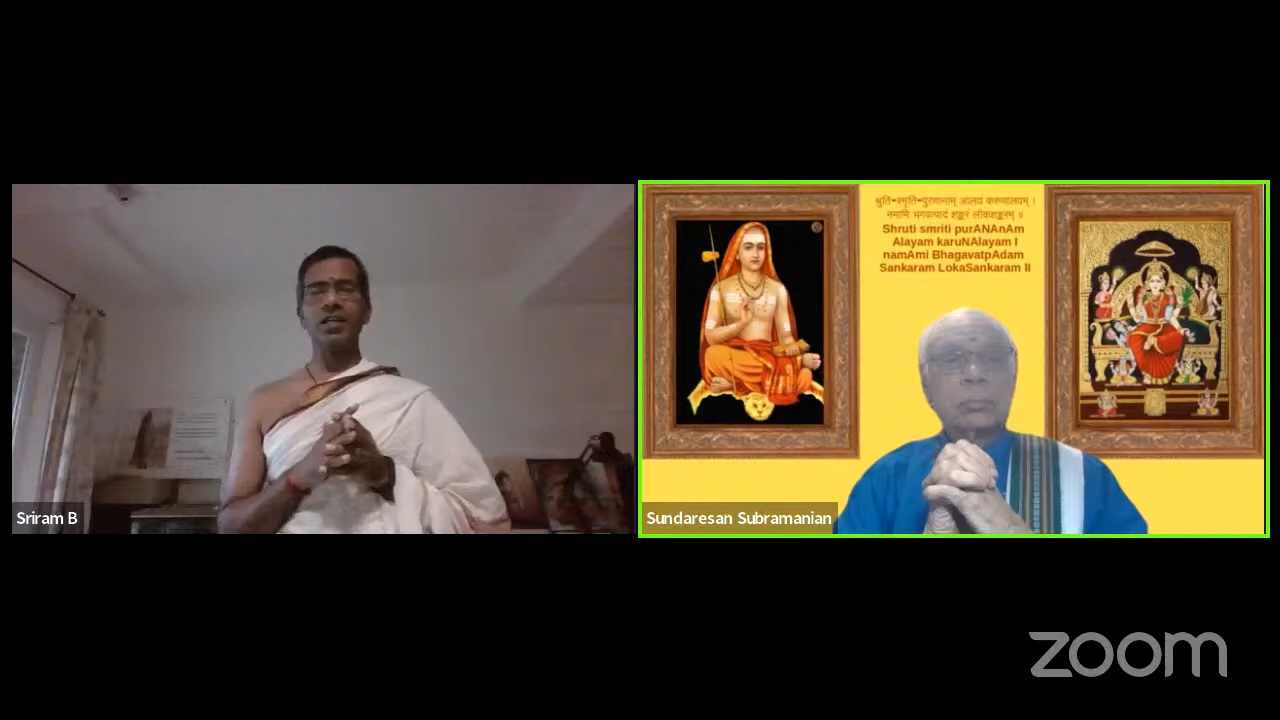 श्रुति-स्मृति-पुराणानाम् आलयं करुणालयम् ।
नमामि भगवत्पादं शङ्करं लोकशङ्करम् ॥
Shruti smriti purANAnAm
Alayam karuNAlayam I
namAmi BhagavatpAdam
Sankaram LokaSankaram II
Sriram B
Sundaresan Subramanian
zoom